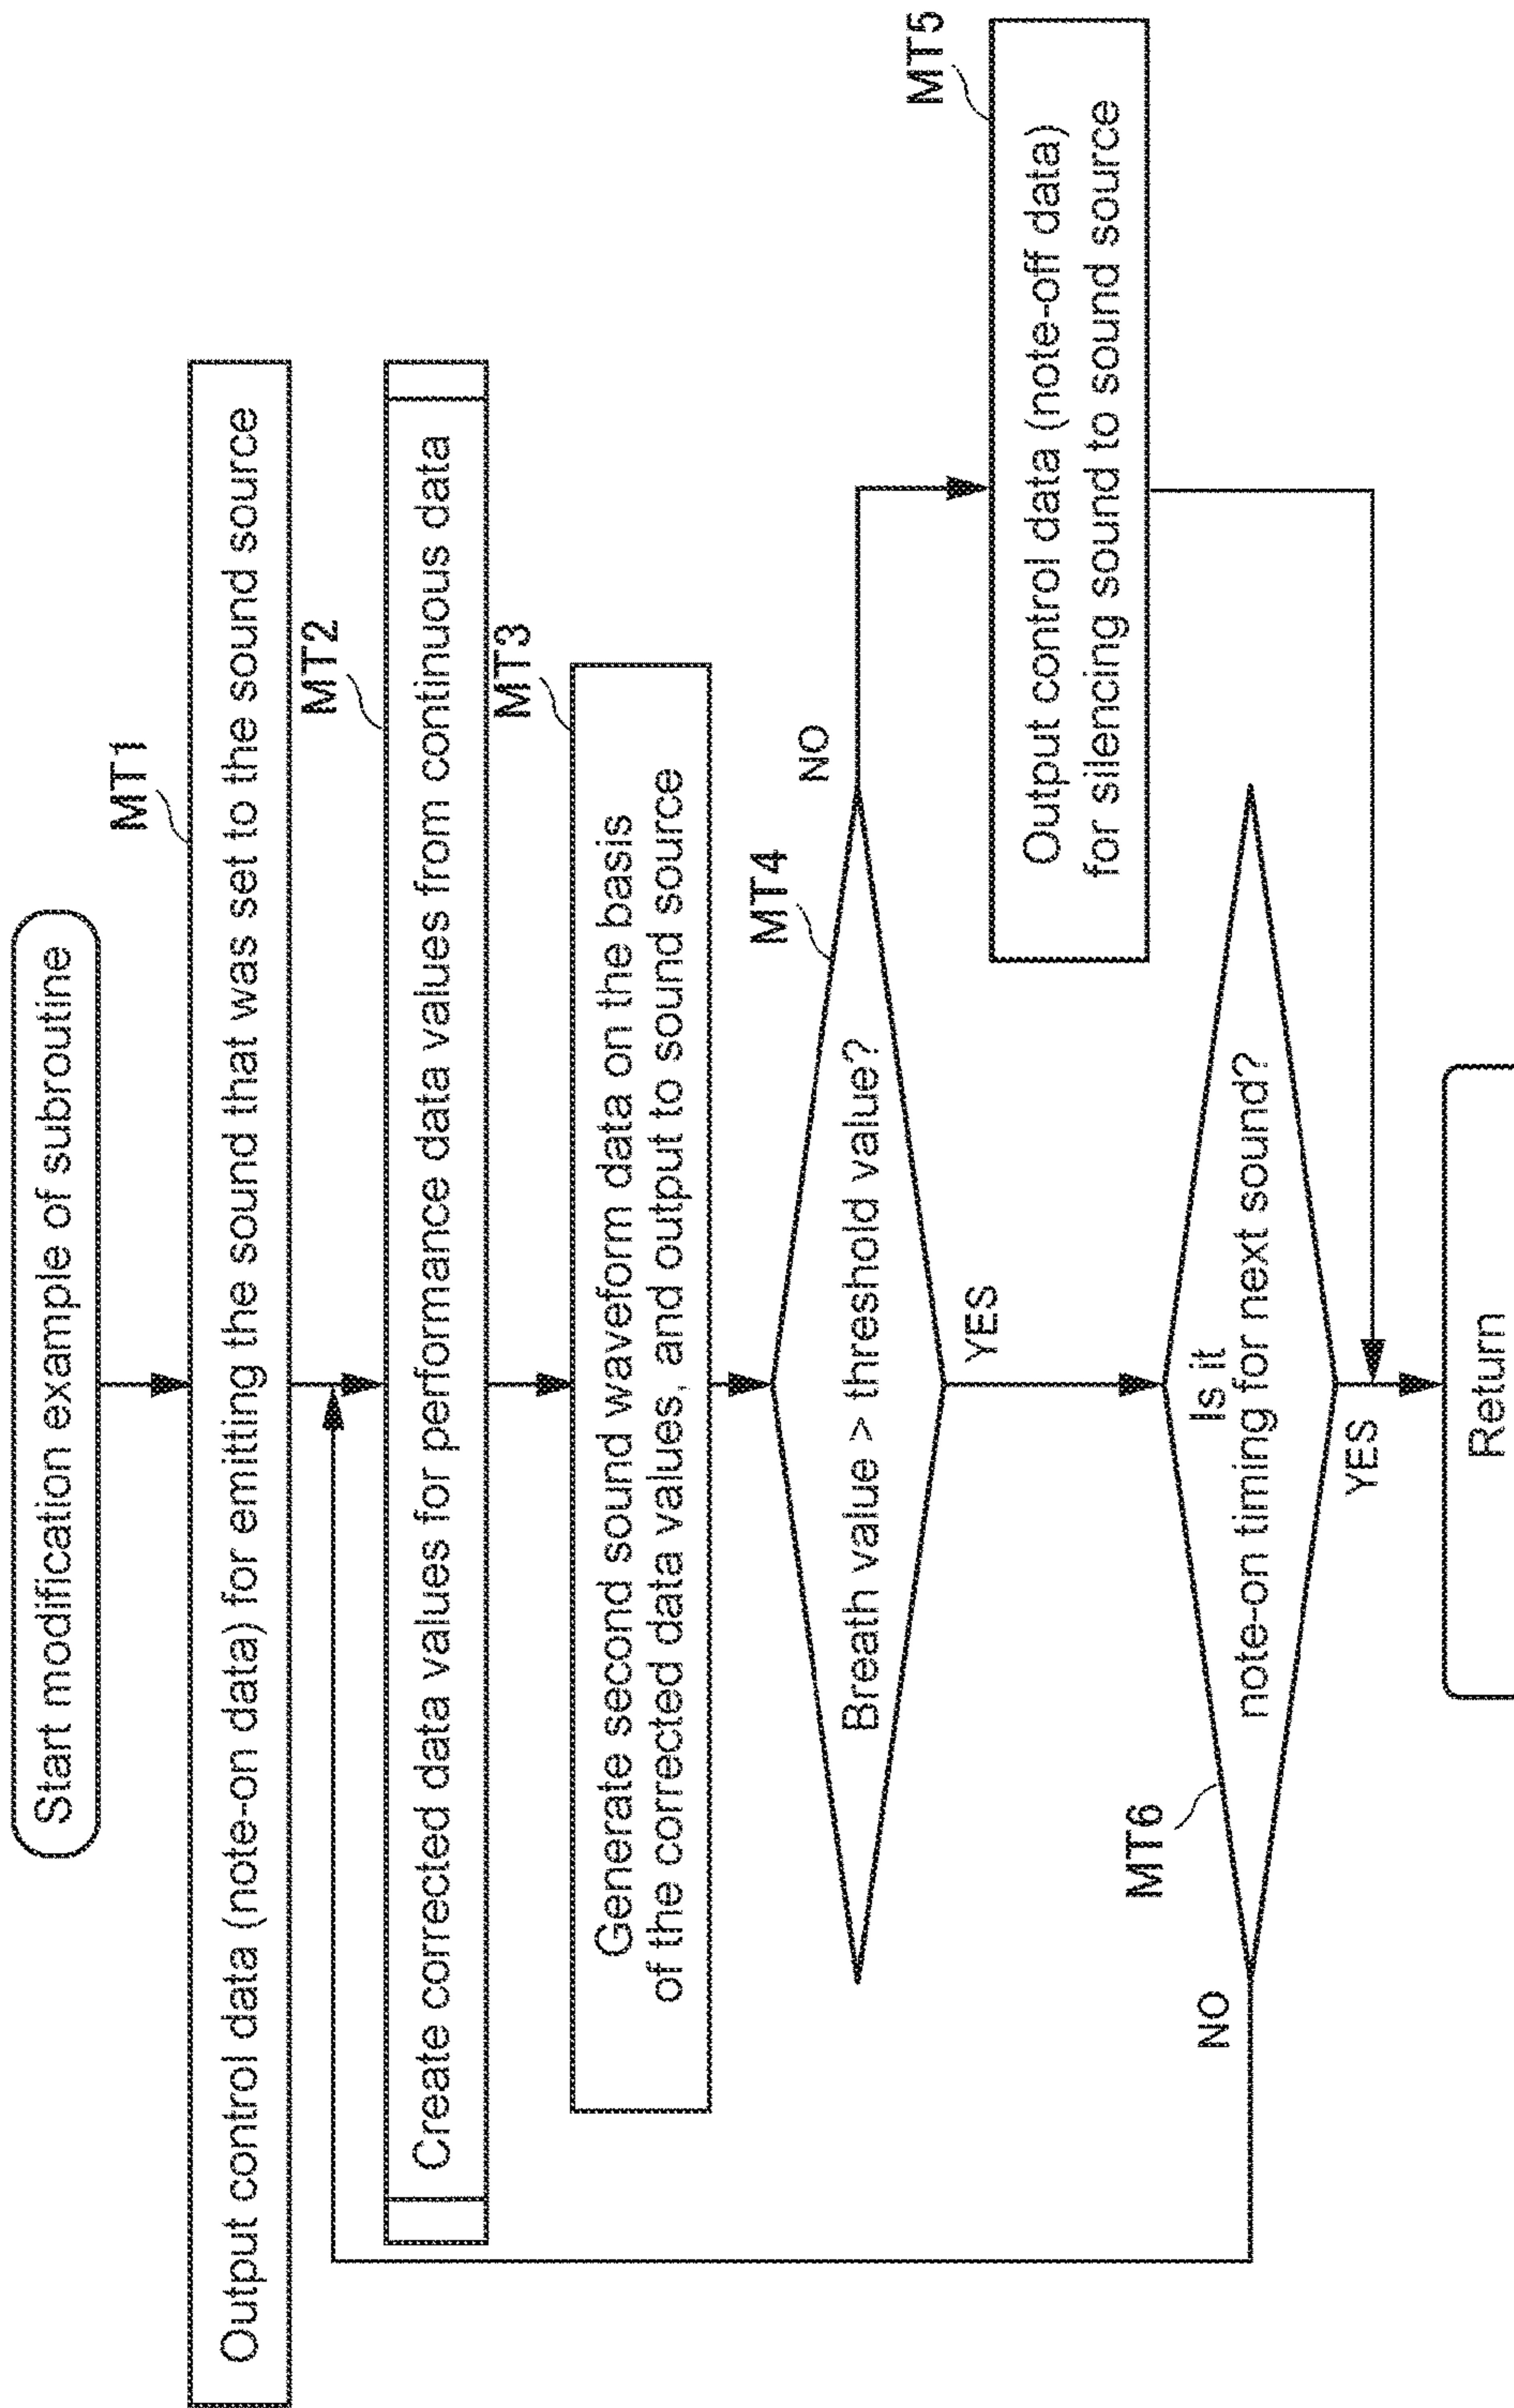 Start modification example of subroutine
MT1
Output control data (note-on data) for emitting the sound that was set to the sound source
MT2
Create corrected data values for performance data values from continuous data
MT3
Generate second sound waveform data on the basis
of the corrected data values, and output to sound source
MT4
Breath value > threshold value?
NO
YES
MT5
Output control data (note-off data)
for silencing sound to sound source
MT6
Is it
note-on timing for next sound?
NO
YES
Return